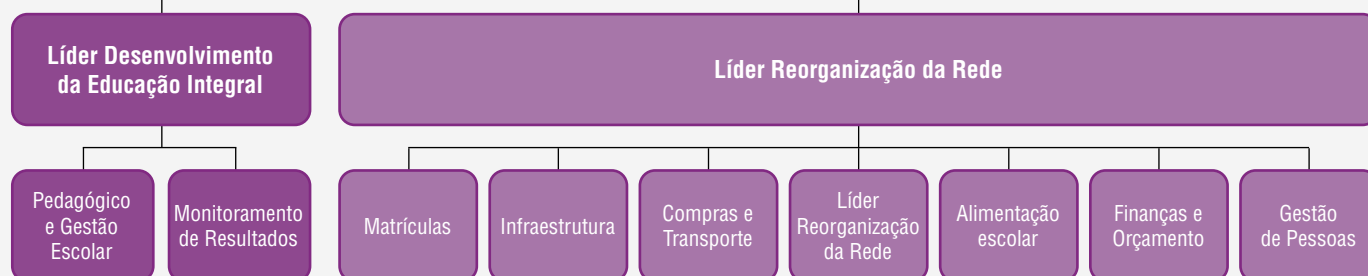 Líder Desenvolvimento
da Educação Integral
Líder Reorganização da Rede
Pedagógico
e Gestão
Escolar
Monitoramento
de Resultados
Matrículas
Infraestrutura
Compras e
Transporte
Líder
Reorganização
da Rede
Alimentação
escolar
Finanças e
Orçamento
Gestão
de Pessoas